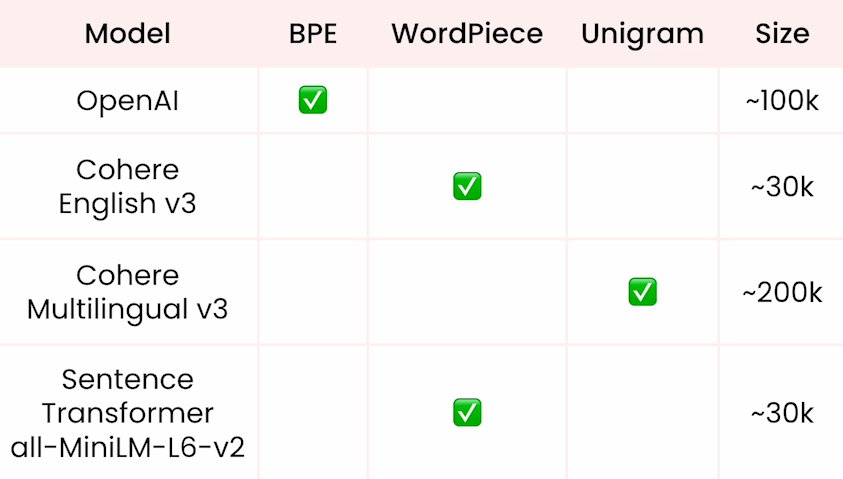 Model BPE WordPiece Unigram Size
OpenAI ✅ ~100k
Cohere
English v3 ✅ ~30k
Cohere
Multilingual v3 ✅ ~200k
Sentence
Transformer
all-MiniLM-L6-v2 ✅ ~30k